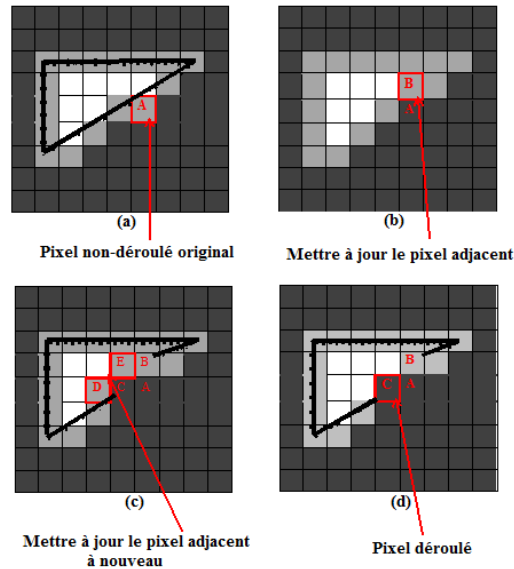 A
B
A
(a)
(b)
Pixel non-déroulé original
Mettre à jour le pixel adjacent
E B
D C A
B
C A
(c)
(d)
Mettre à jour le pixel adjacent
à nouveau
Pixel déroulé